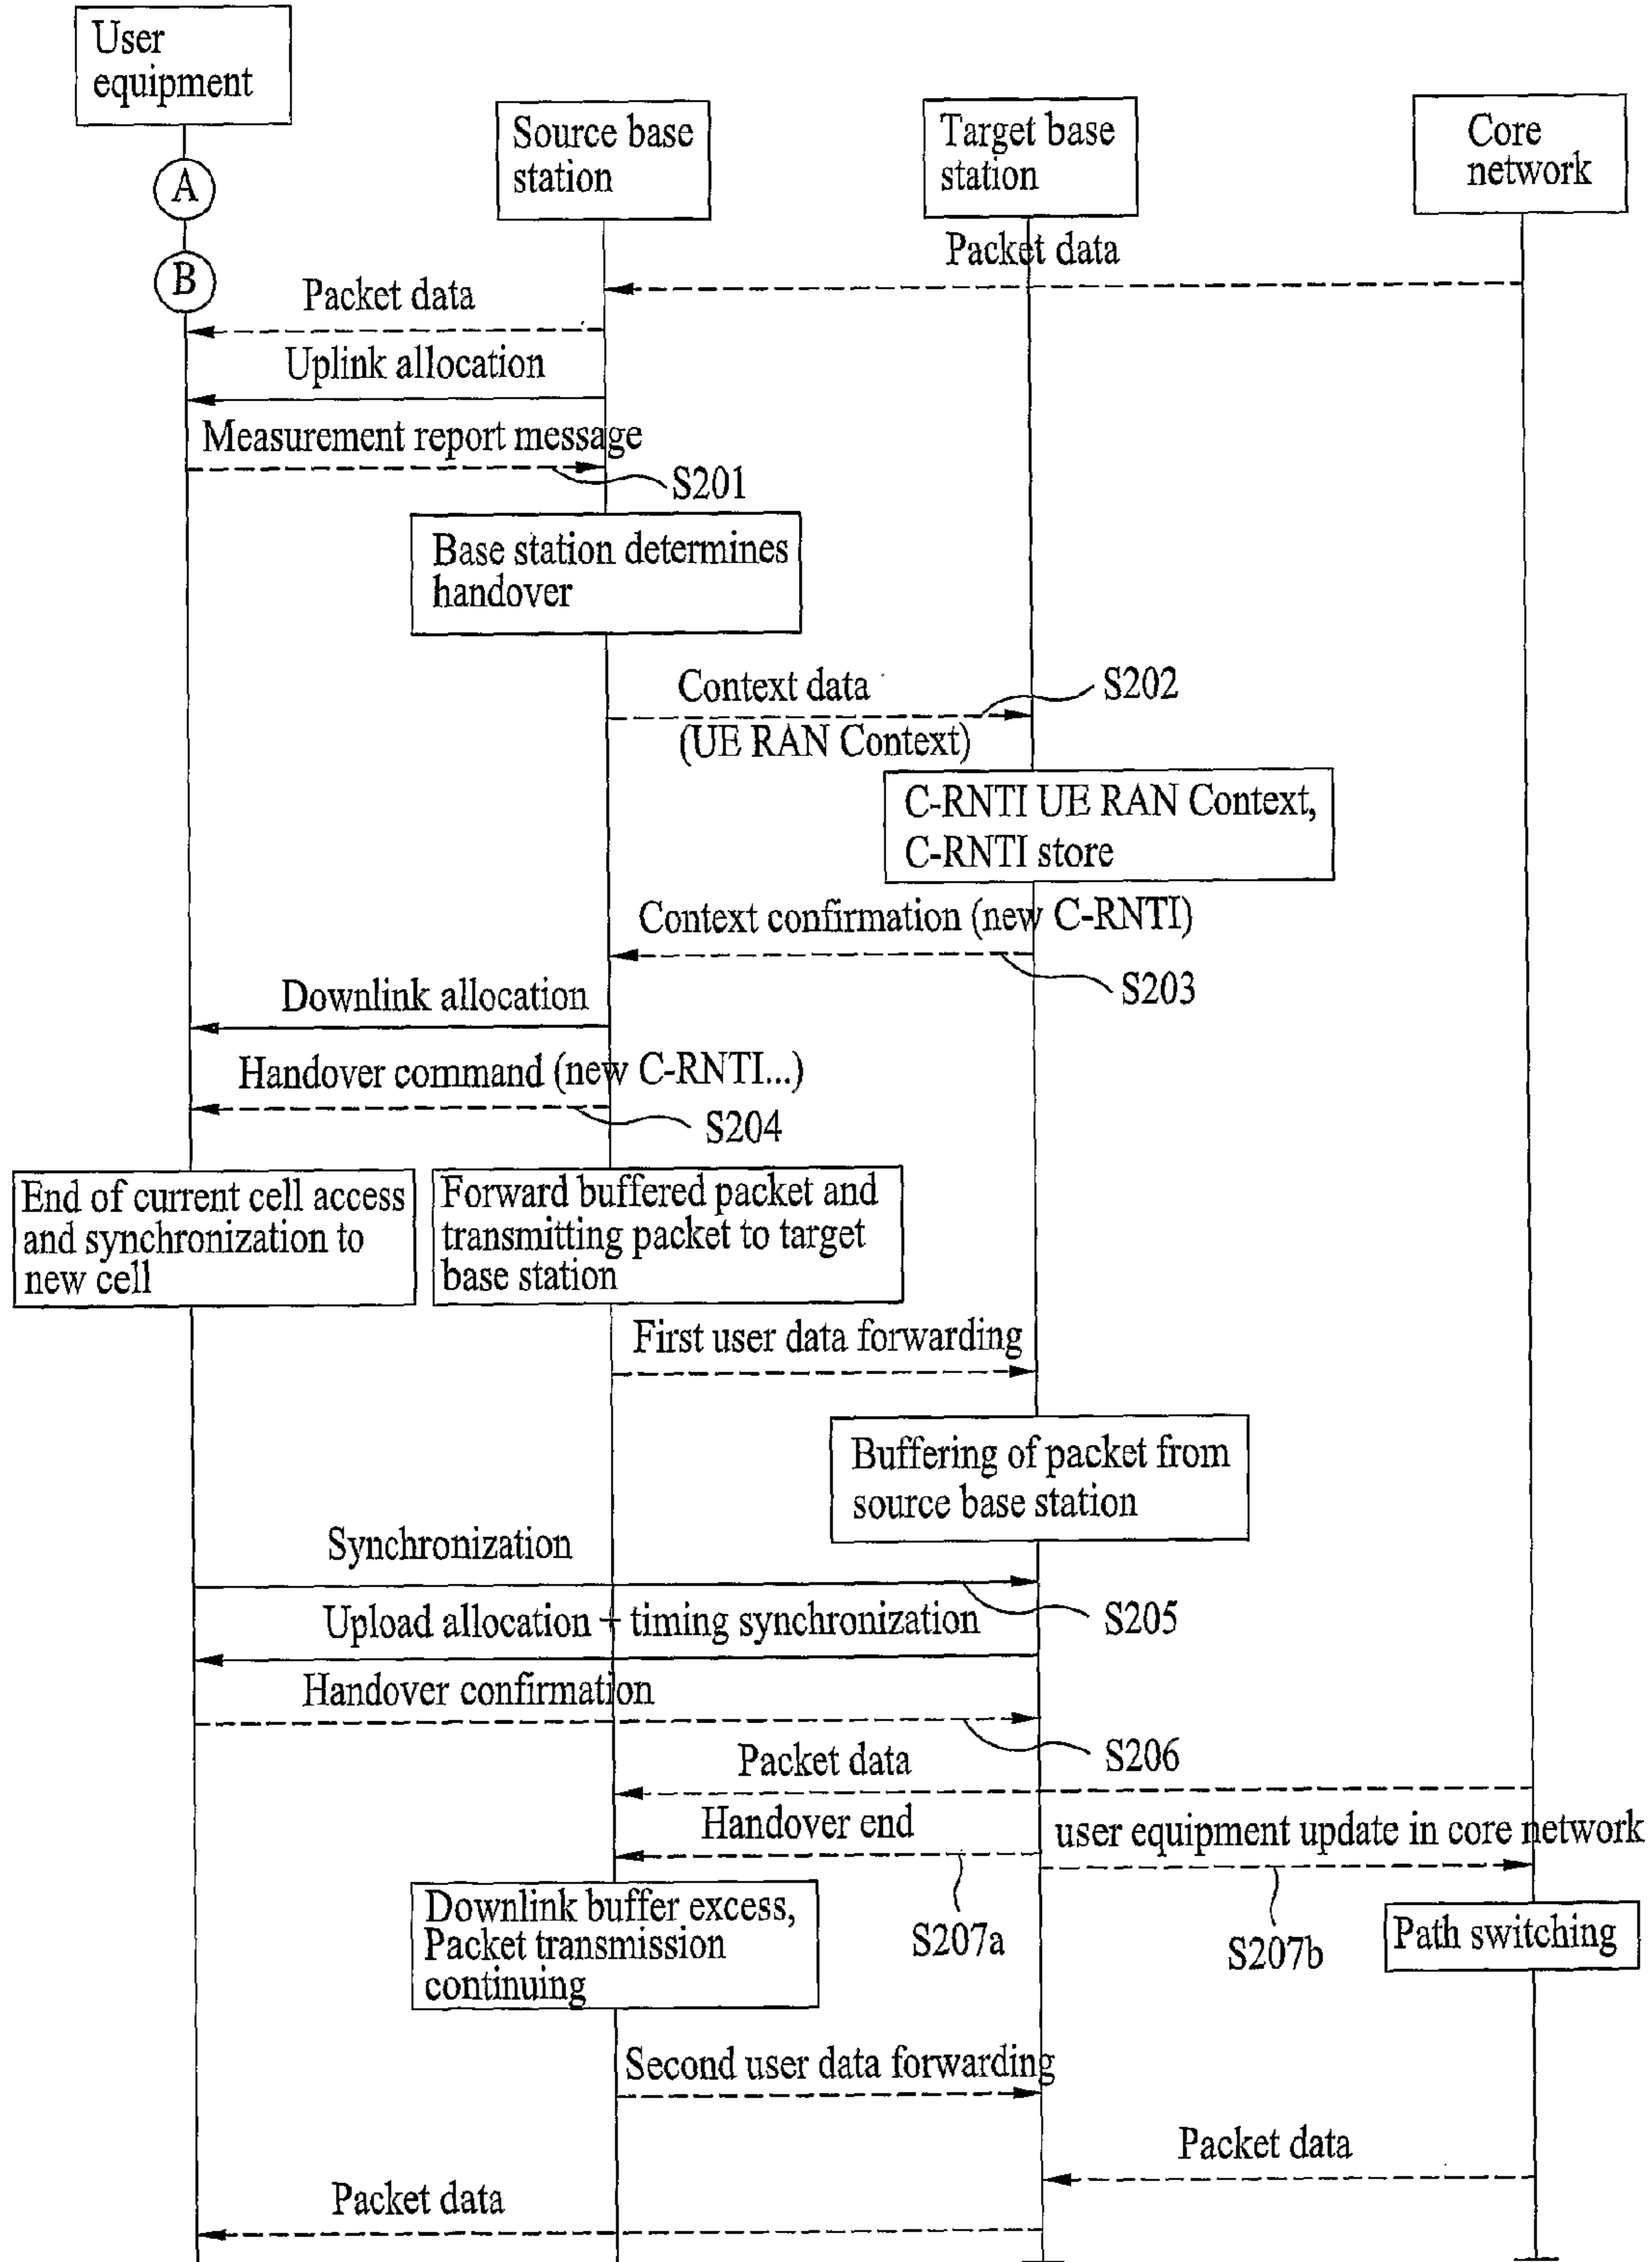 User
equipment
Source base
station
Target base
station
Core
network
A
B
Packet data
Packet data
Uplink allocation
Measurement report message
S201
Base station determines
handover
Context data
S202
(UE RAN Context)
C-RNTI UE RAN Context,
C-RNTI store
Context confirmation (new C-RNTI)
S203
Downlink allocation
Handover command (new C-RNTI...)
S204
End of current cell access
and synchronization to
new cell
Forward buffered packet and
transmitting packet to target
base station
First user data forwarding
Buffering of packet from
source base station
Synchronization
S205
Upload allocation + timing synchronization
Handover confirmation
S206
Packet data
Handover end
user equipment update in core network
S207a
S207b
Downlink buffer excess,
Packet transmission
continuing
Path switching
Second user data forwarding
Packet data
Packet data